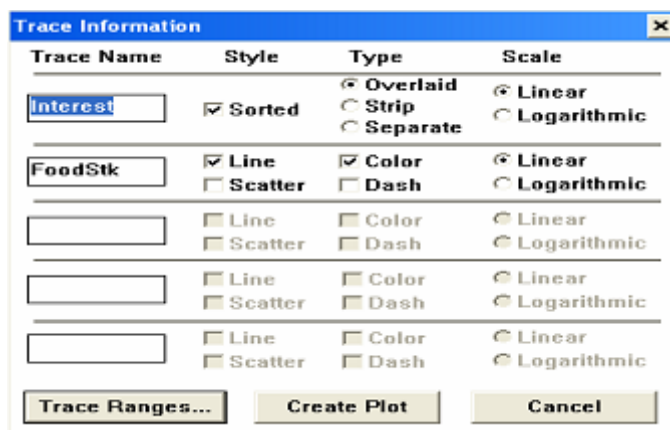 Trace Information
Trace Name Style Type Scale
Interest Sorted Overlaid Strip Separate Linear Logarithmic
FoodStk Line Scatter Color Dash Linear Logarithmic
Line Color Linear
Scatter Dash Logarithmic
Line Color Linear
Scatter Dash Logarithmic
Line Color Linear
Scatter Dash Logarithmic
Trace Ranges... Create Plot Cancel